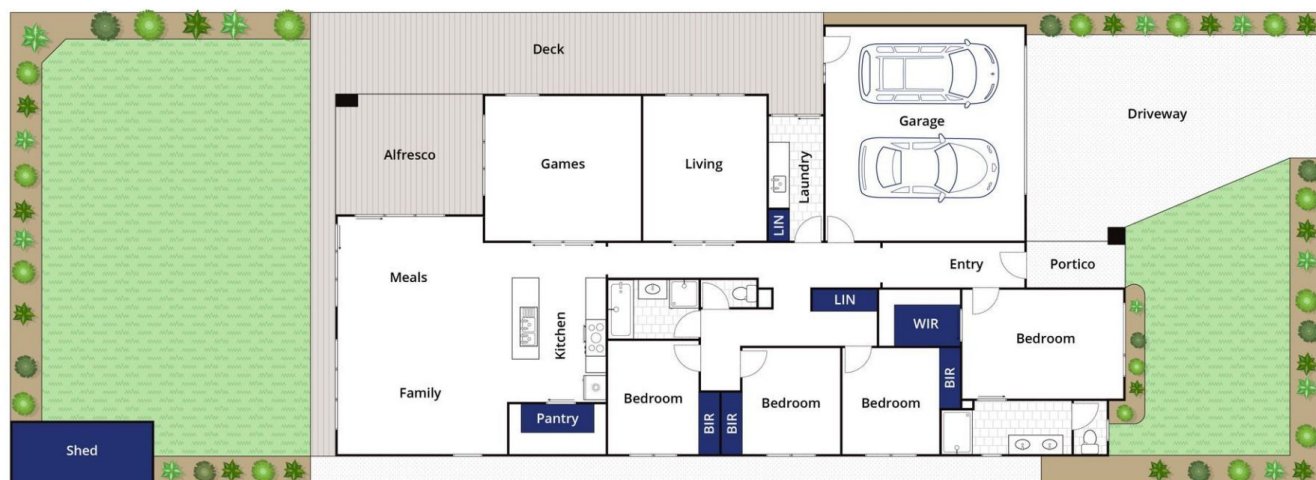 Deck
Driveway
Garage
Alfresco
Games
Living
Laundry
LIN
Entry
Portico
Meals
Kitchen
LIN
WIR
Bedroom
Family
Pantry
Bedroom
BIR
BIR
Bedroom
Bedroom
BIR
Shed